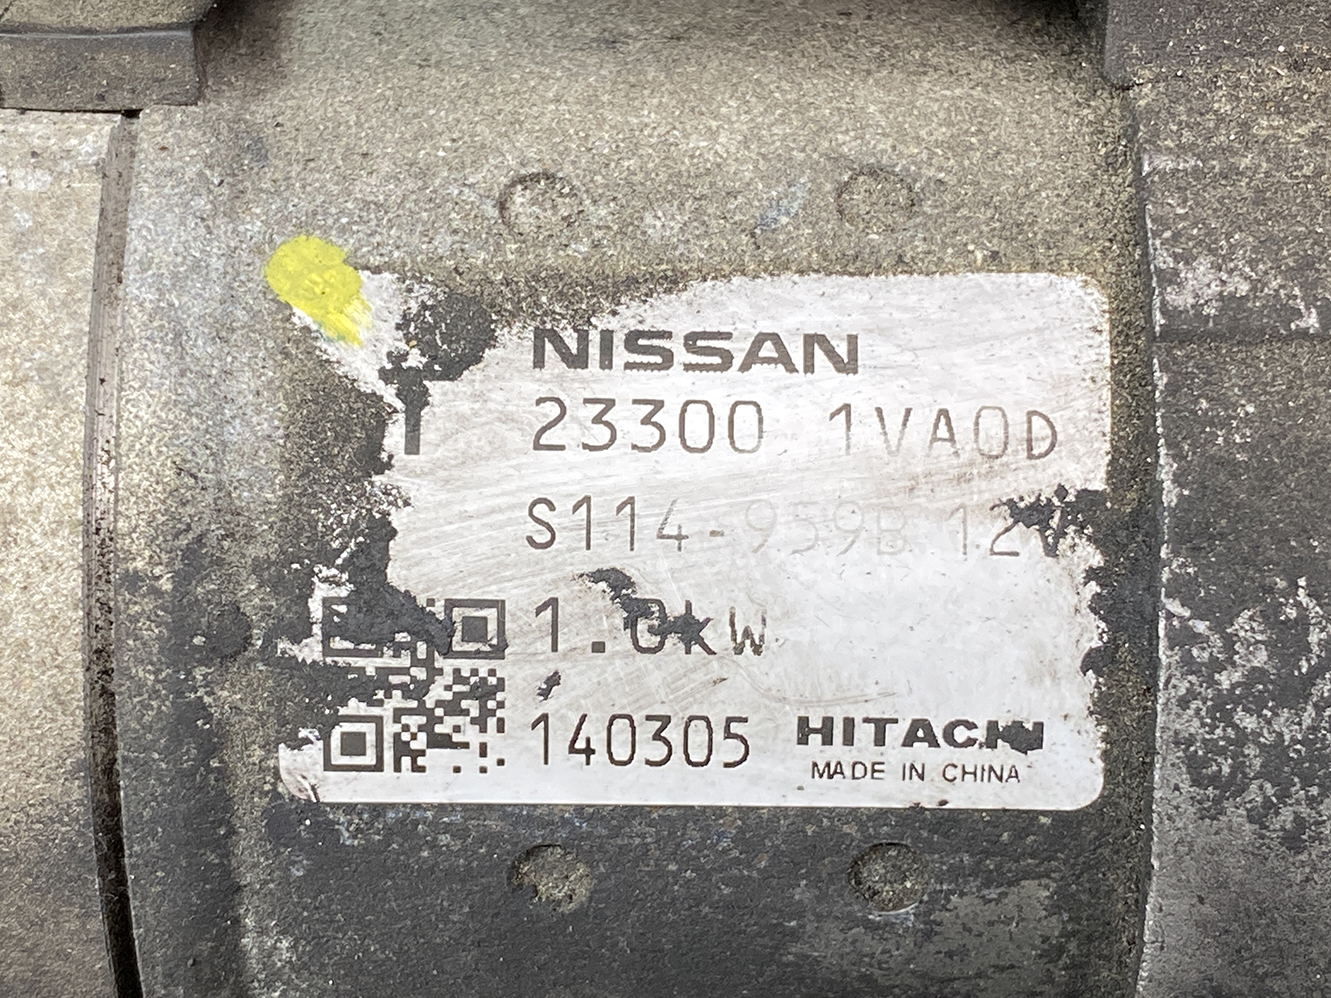 NISSAN
23300 1VA0D
S114-959B 12V
1.0kW
140305 HITACHI
MADE IN CHINA